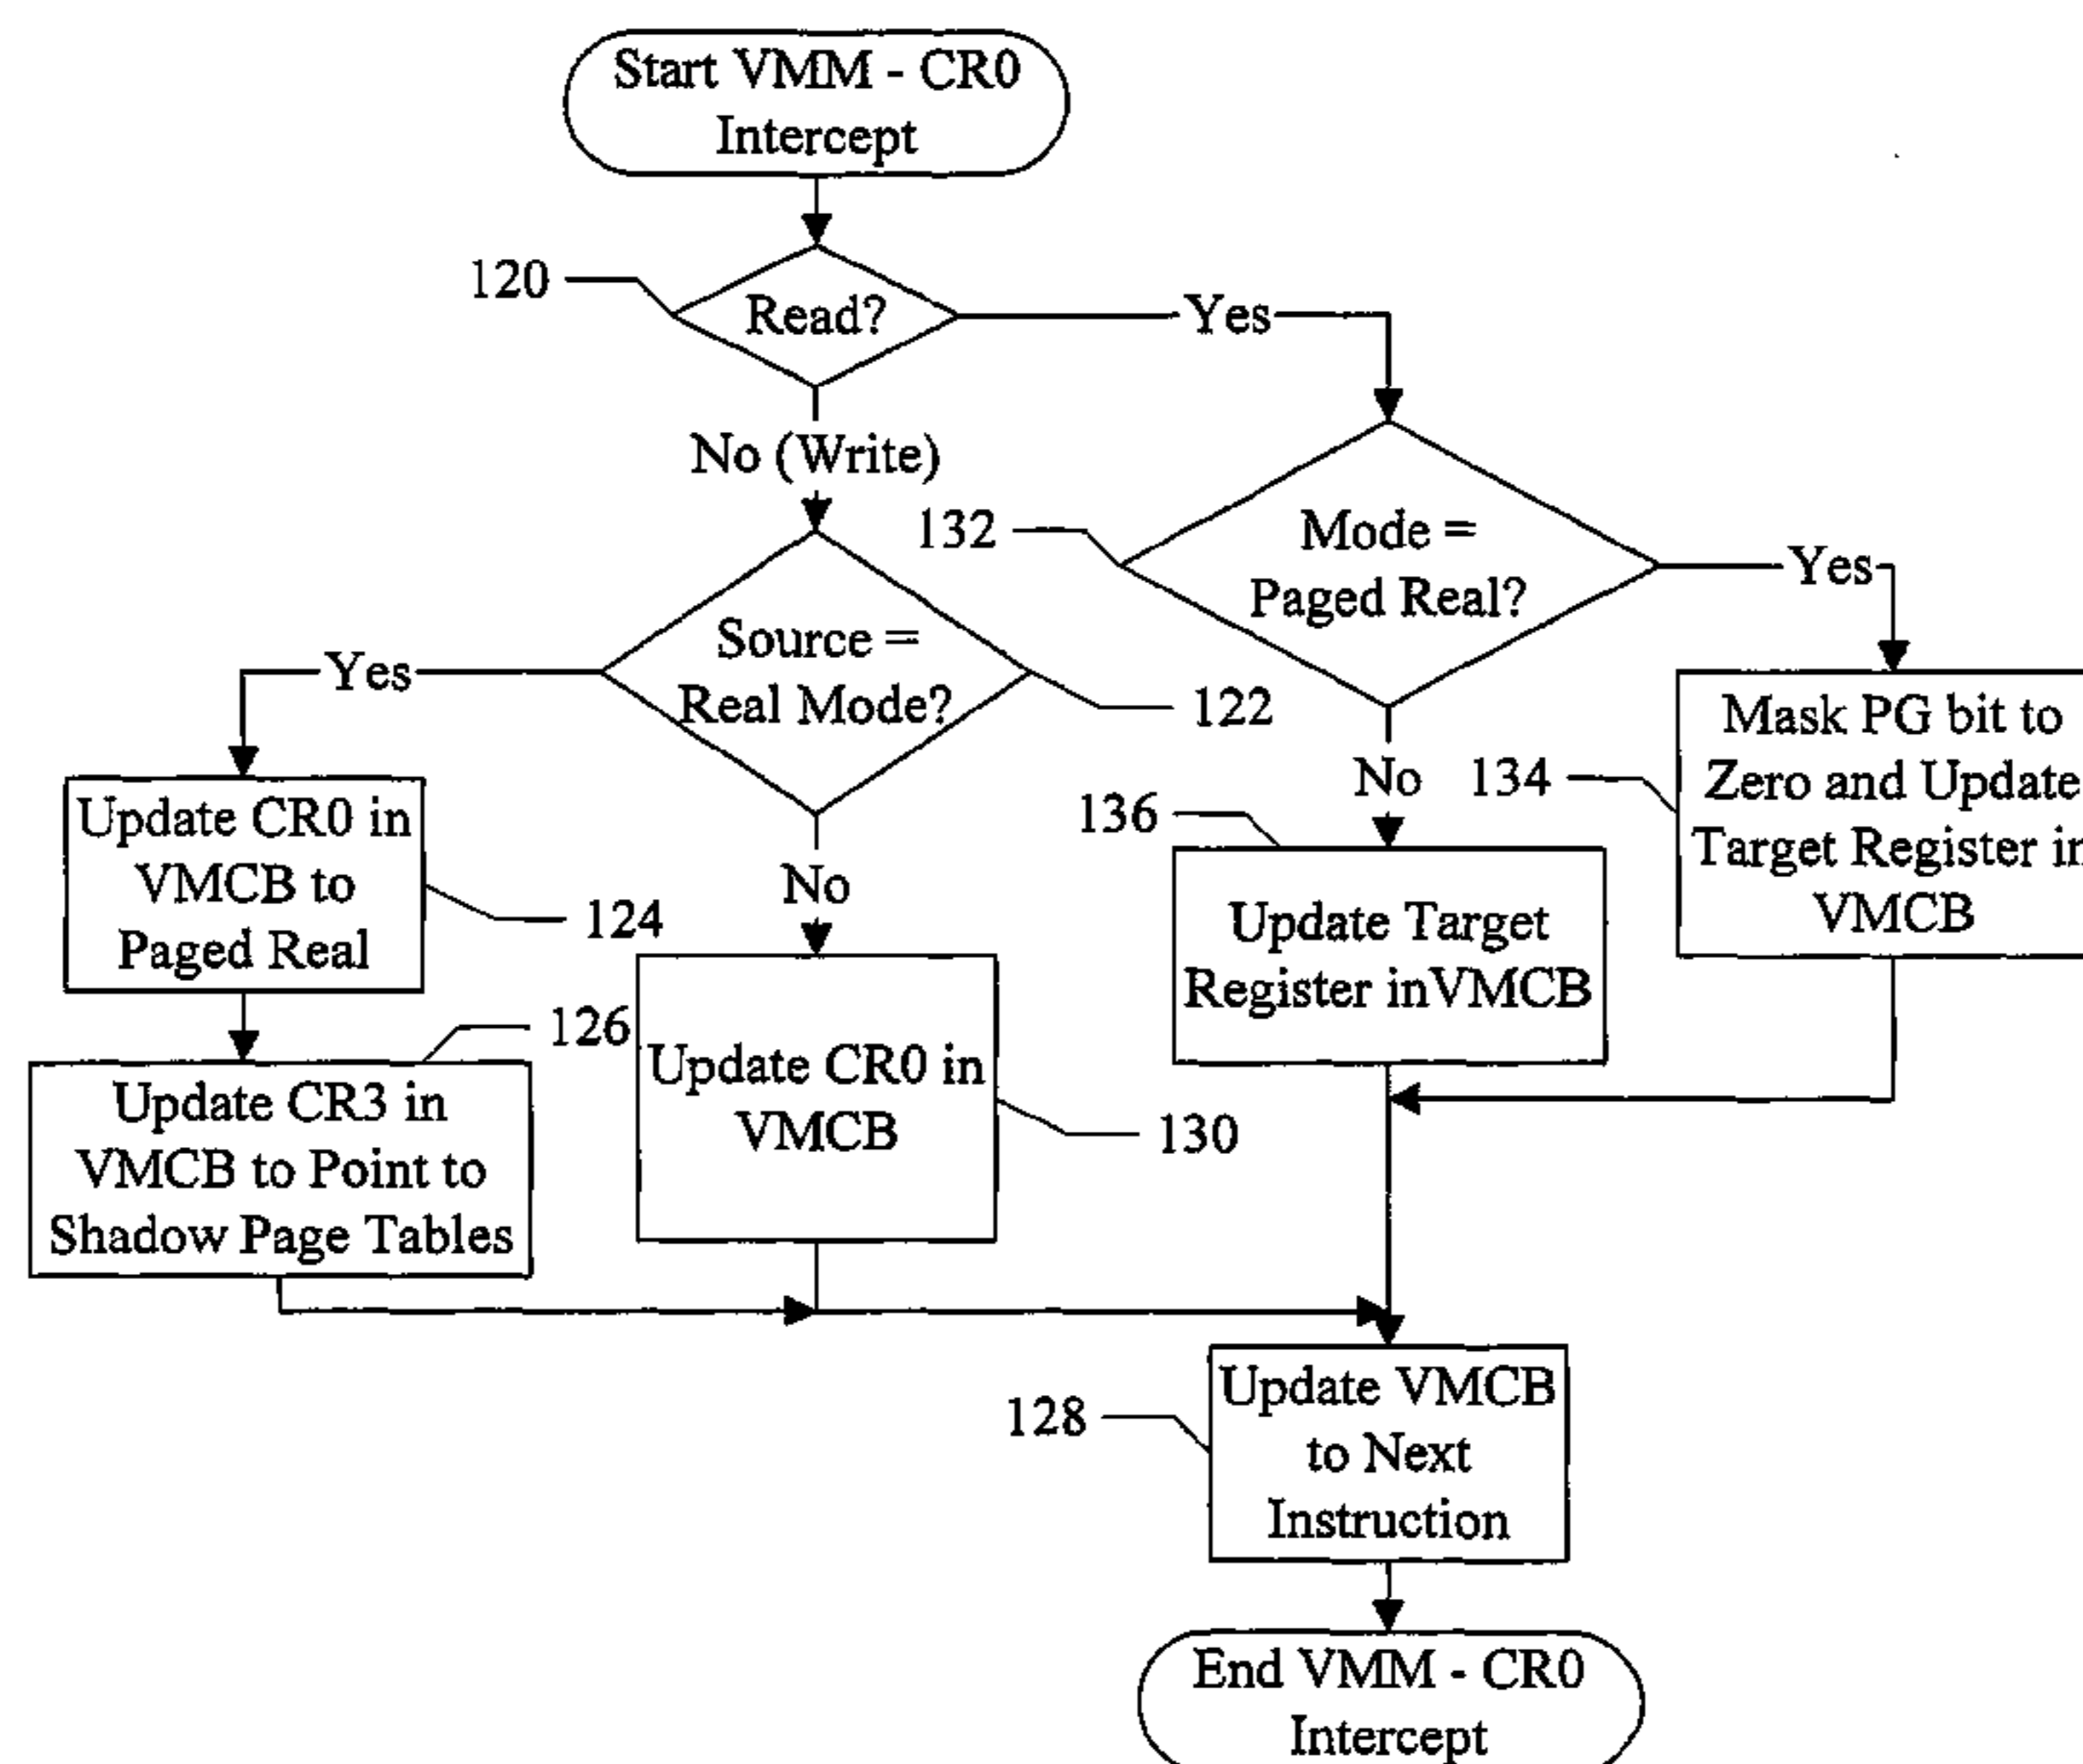 Start VMM - CR0
Intercept
120
Read?
Yes
No (Write)
132
Mode =
Paged Real?
Yes
Source =
Real Mode?
Yes
122
Mask PG bit to
Zero and Update
Target Register in
VMCB
134
No
136
Update CR0 in
VMCB to
Paged Real
124
No
Update Target
Register inVMCB
126
Update CR0 in
VMCB
130
Update CR3 in
VMCB to Point to
Shadow Page Tables
Update VMCB
to Next
Instruction
128
End VMM - CR0
Intercept